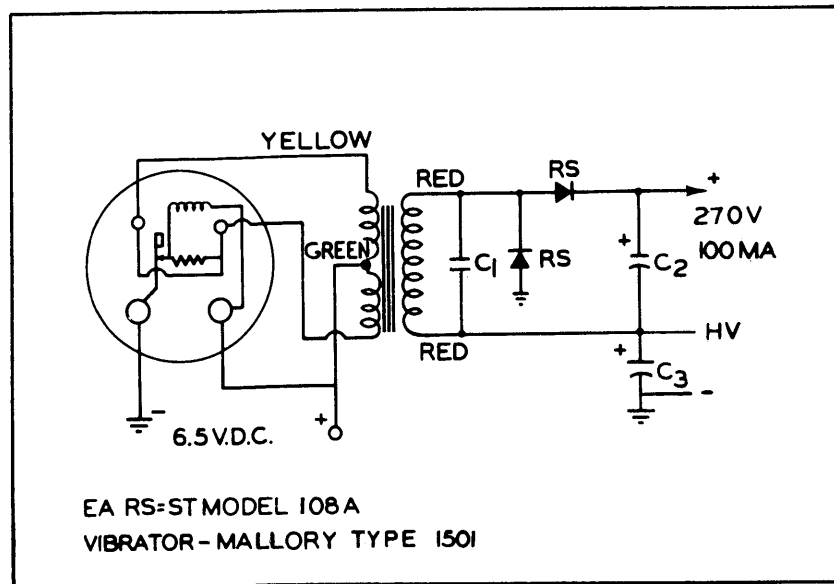 YELLOW
RED
RS
+
270V
100 MA
GREEN
C1
RS
+
C2
RED
HV
+
C3
-
-
6.5 V.D.C.
+
EA RS=ST MODEL 108A
VIBRATOR-MALLORY TYPE 1501